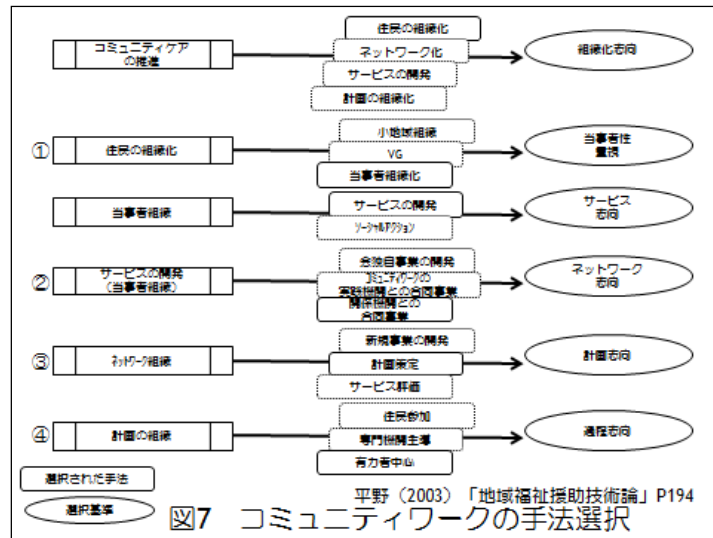 住民の組織化
コミュニティケア
の推進
ネットワーク化
組織化志向
サービスの開発
計画の組織化
小地域組織
①
住民の組織化
VG
当事者性
重視
当事者組織化
当事者組織
サービスの開発
ソーシャルアクション
サービス
志向
会独自事業の開発
②
サービスの開発
(当事者組織)
コミュニティワークの
実践機関との合同事業
ネットワーク
志向
関係機関との
合同事業
新規事業の開発
③
ネットワーク組織
計画策定
計画志向
サービス評価
住民参加
④
計画の組織
専門機関主導
過程志向
有力者中心
選択された手法
平野(2003)「地域福祉援助技術論」P194
選択基準
図7 コミュニティワークの手法選択